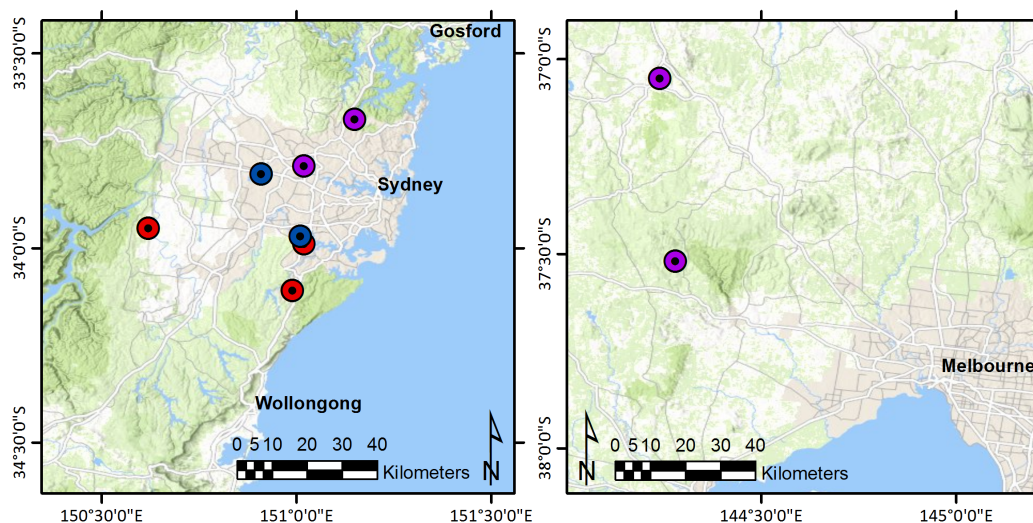 Gosford
Sydney
Wollongong
0 5 10 20 30 40
Kilometers
N
33°30'0"S
34°0'0"S
34°30'0"S
150°30'0"E
151°0'0"E
151°30'0"E
Melbourne
0 5 10 20 30 40
Kilometers
N
37°0'0"S
37°30'0"S
38°0'0"S
144°30'0"E
145°0'0"E